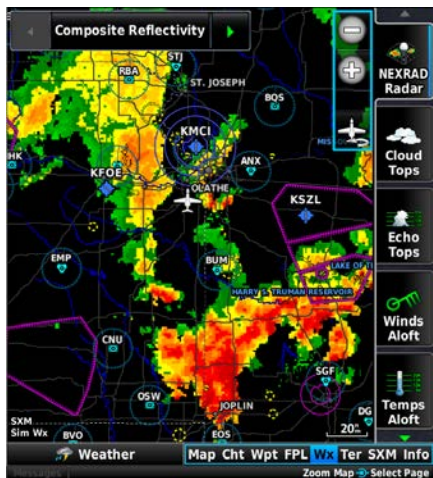 Composite Reflectivity
NEXRAD
Radar
STJ
RBA
ST. JOSEPH
BQS
KMCI
HK
KFOE
ANX
Cloud
Tops
OLATHE
KSZL
Echo
Tops
EMP
BUM
LAKE OF T
HARRY S. TRUMAN RESERVOIR
Winds
Aloft
CNU
SGF
OSW
JOPLIN
Temps
Aloft
DG
SXM
Sim Wx
BVO
EOS
20
Weather
Map Cht Wpt FPL Wx Ter SXM Info
Messages
Zoom Map Select Page